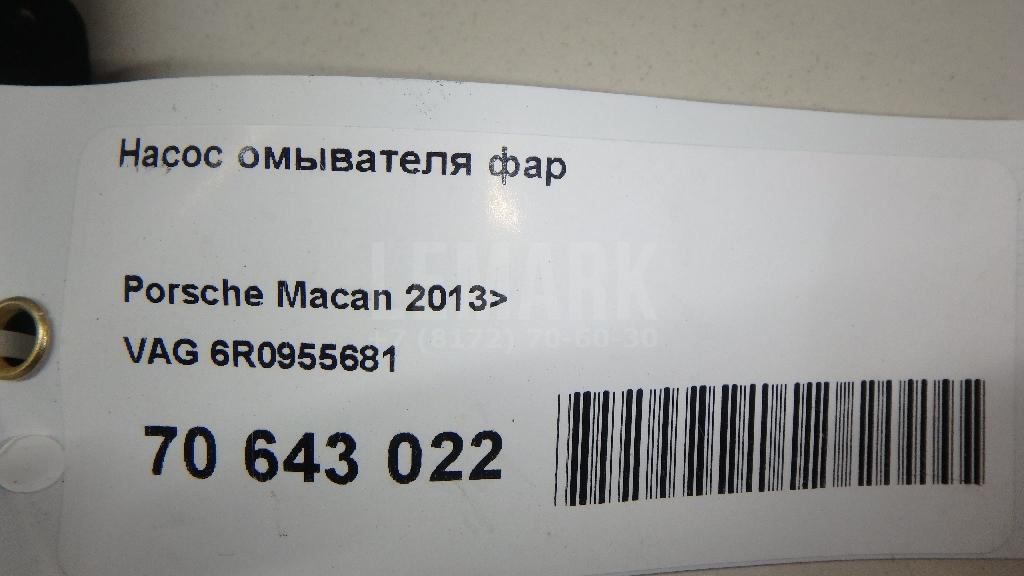 Насос омывателя фар
LEMARK
+7 (8172) 70-60-30
Porsche Macan 2013>
VAG 6R0955681
70 643 022